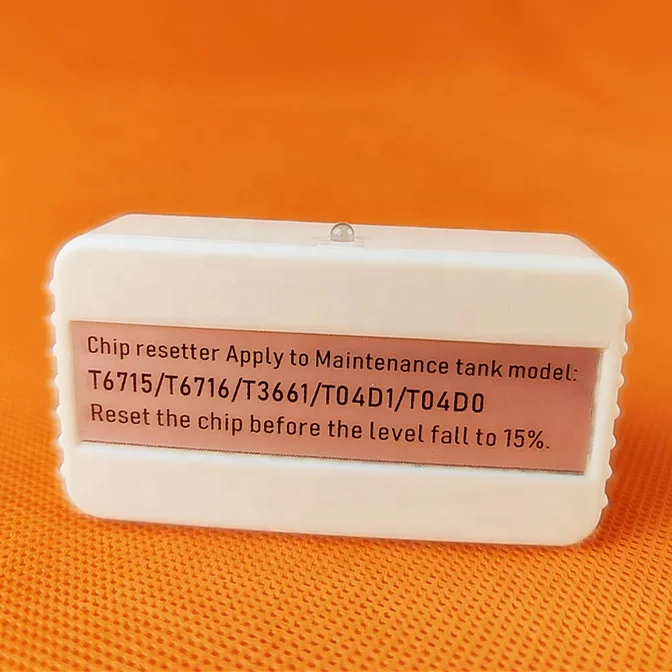 Chip resetter Apply to Maintenance tank model:
T6715/T6716/T3661/T04D1/T04D0
Reset the chip before the level fall to 15%.